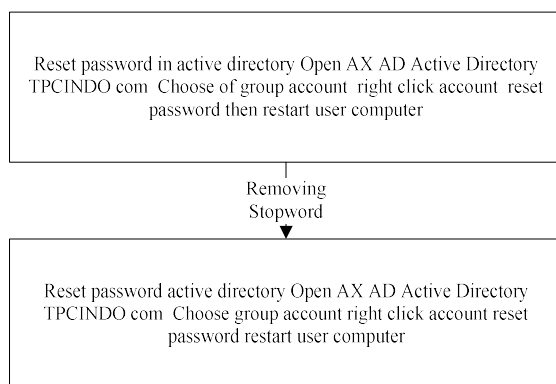 Reset password in active directory Open AX AD Active Directory
TPCINDO com Choose of group account right click account reset
password then restart user computer
Removing
Stopword
Reset password active directory Open AX AD Active Directory
TPCINDO com Choose group account right click account reset
password restart user computer